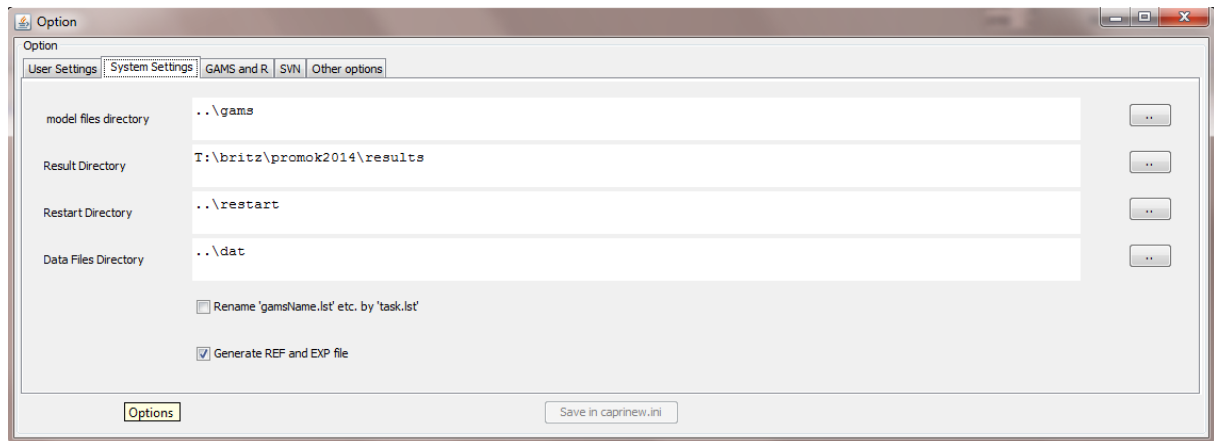 Option
Option
User Settings System Settings GAMS and R SVN Other options
model files directory ..\gams ..
Result Directory T:\britz\promok2014\results ..
Restart Directory ..\restart ..
Data Files Directory ..\dat ..
Rename 'gamsName.lst' etc. by 'task.lst'
Generate REF and EXP file
Options Save in caprinew.ini